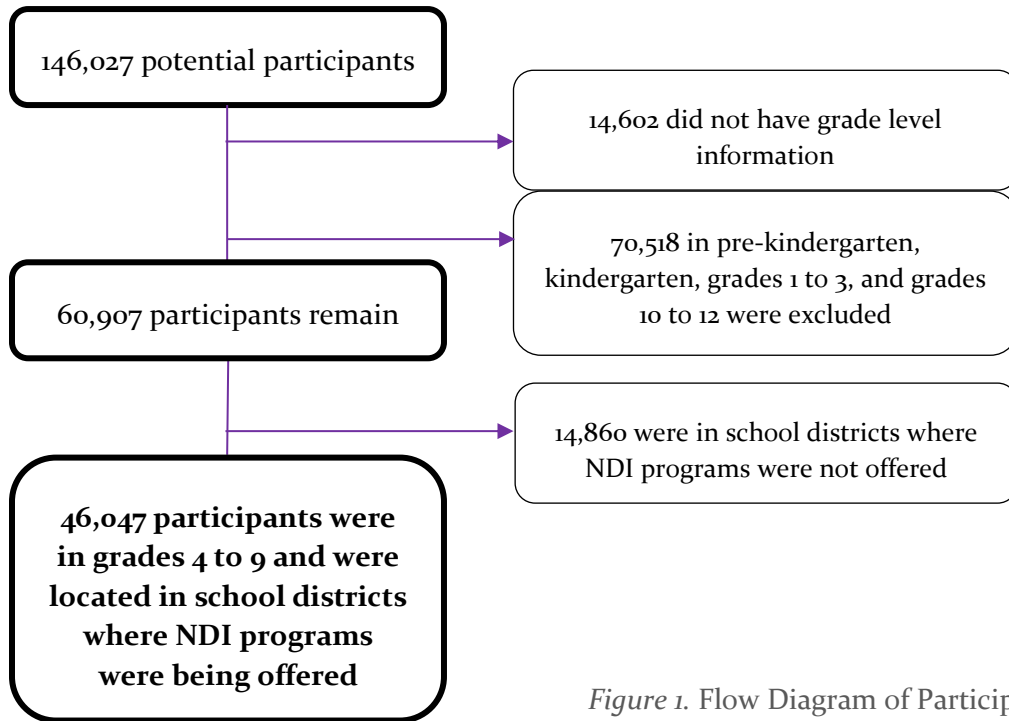 146,027 potential participants
14,602 did not have grade level
information
70,518 in pre-kindergarten,
kindergarten, grades 1 to 3, and grades
10 to 12 were excluded
60,907 participants remain
14,860 were in school districts where
NDI programs were not offered
46,047 participants were
in grades 4 to 9 and were
located in school districts
where NDI programs
were being offered
Figure 1. Flow Diagram of